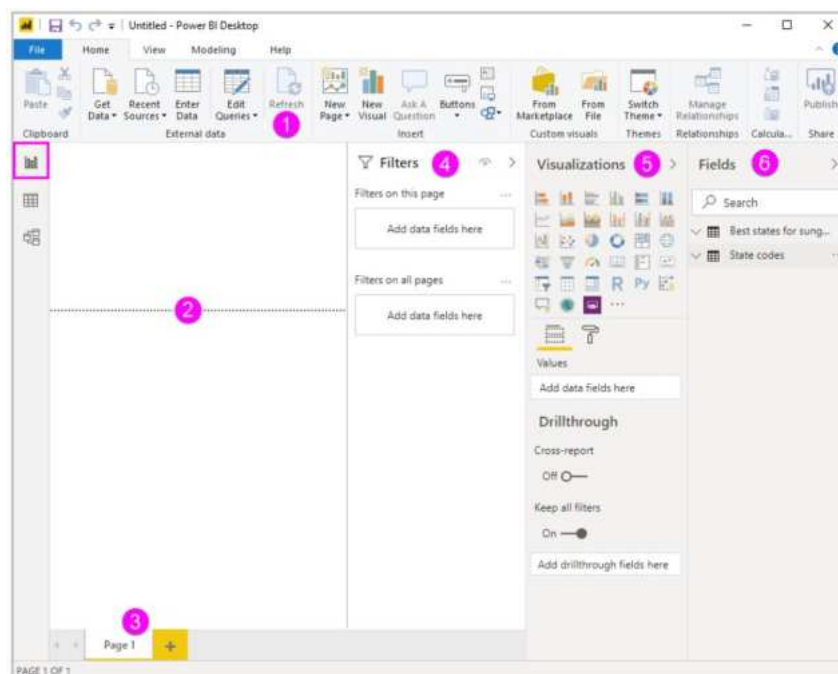 Untitled - Power BI Desktop
File Home View Modeling Help
Paste
Get Data
Recent Sources
Enter Data
Edit Queries
Refresh
New Page
New Visual
Ask A Question
Buttons
From Marketplace
From File
Switch Theme
Manage Relationships
Publish
1
Clipboard External data Insert Custom visuals Themes Relationships Calcula... Share
Filters 4
Filters on this page ...
Add data fields here
Filters on all pages ...
Add data fields here
2
Visualizations 5
R Py
...
Values
Add data fields here
Drillthrough
Cross-report
Off
Keep all filters
On
Add drillthrough fields here
Fields 6
Search
Best states for sung...
State codes
3
Page 1 +
PAGE 1 OF 1